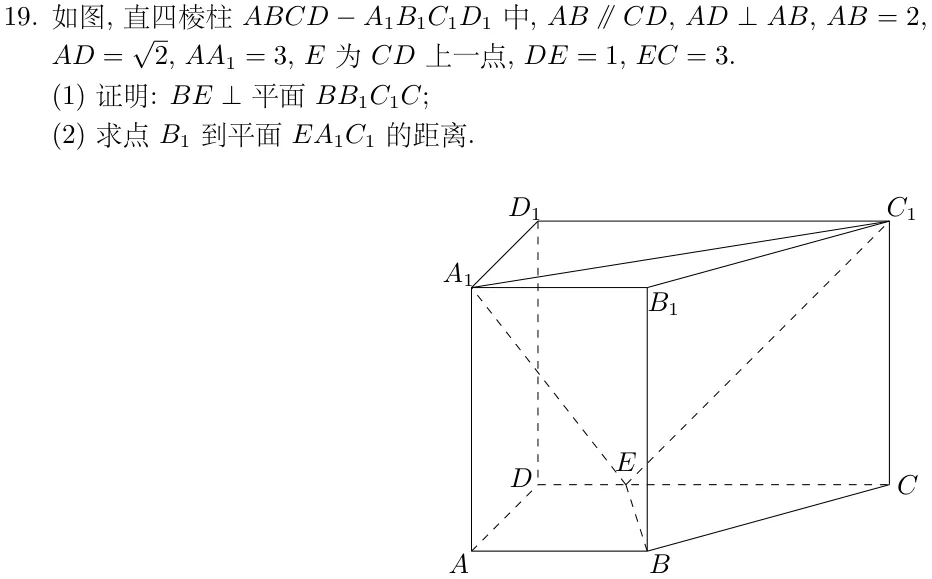 19. 如图, 直四棱柱 ABCD − A₁B₁C₁D₁ 中, AB ∥ CD, AD ⊥ AB, AB = 2,
AD = √2, AA₁ = 3, E 为 CD 上一点, DE = 1, EC = 3.
(1) 证明: BE ⊥ 平面 BB₁C₁C;
(2) 求点 B₁ 到平面 EA₁C₁ 的距离.
D₁
C₁
A₁
B₁
E
D
C
A
B